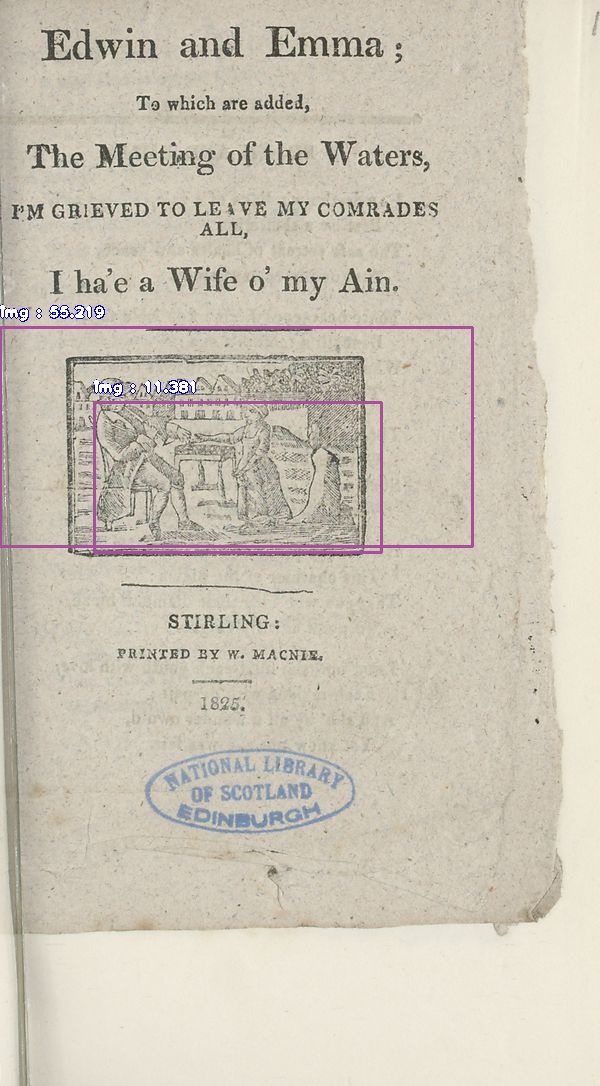 Edwin and Emma;
To which are added,
The Meeting of the Waters,
I'M GRIEVED TO LEAVE MY COMRADES
ALL,
I ha'e a Wife o' my Ain.
Img : 55.219
Img : 11.381
STIRLING:
PRINTED BY W. MACNIE.
1825.
NATIONAL LIBRARY
OF SCOTLAND
EDINBURGH